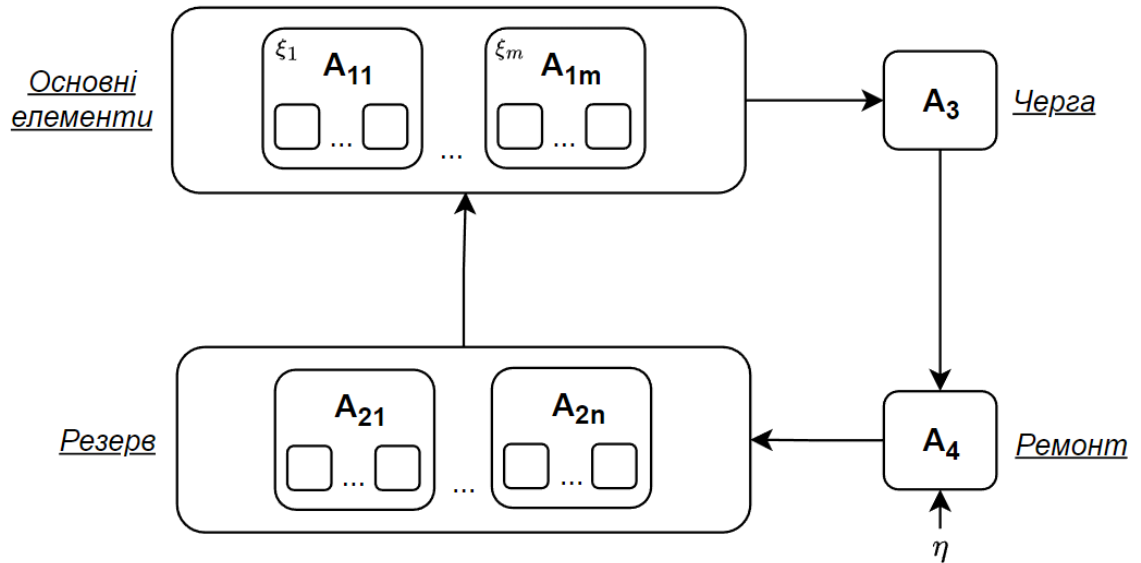 Основні
елементи
ξ₁
A₁₁
...
...
ξₘ
A₁ₘ
...
A₃
Черга
Резерв
A₂₁
...
...
A₂ₙ
...
A₄
Ремонт
η